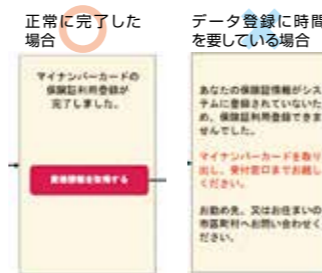 正常に完了した
場合
マイナンバーカードの
保険証利用登録が
完了しました。
資格情報を取得する
データ登録に時間
を要している場合
あなたの保険証情報がシス
テムに登録されていないた
め、保険証利用登録できま
せんでした。
マイナンバーカードを取り
出し、受付窓口までお越し
ください。
お勤め先、又はお住まいの
市区町村へお問い合わせく
ださい。